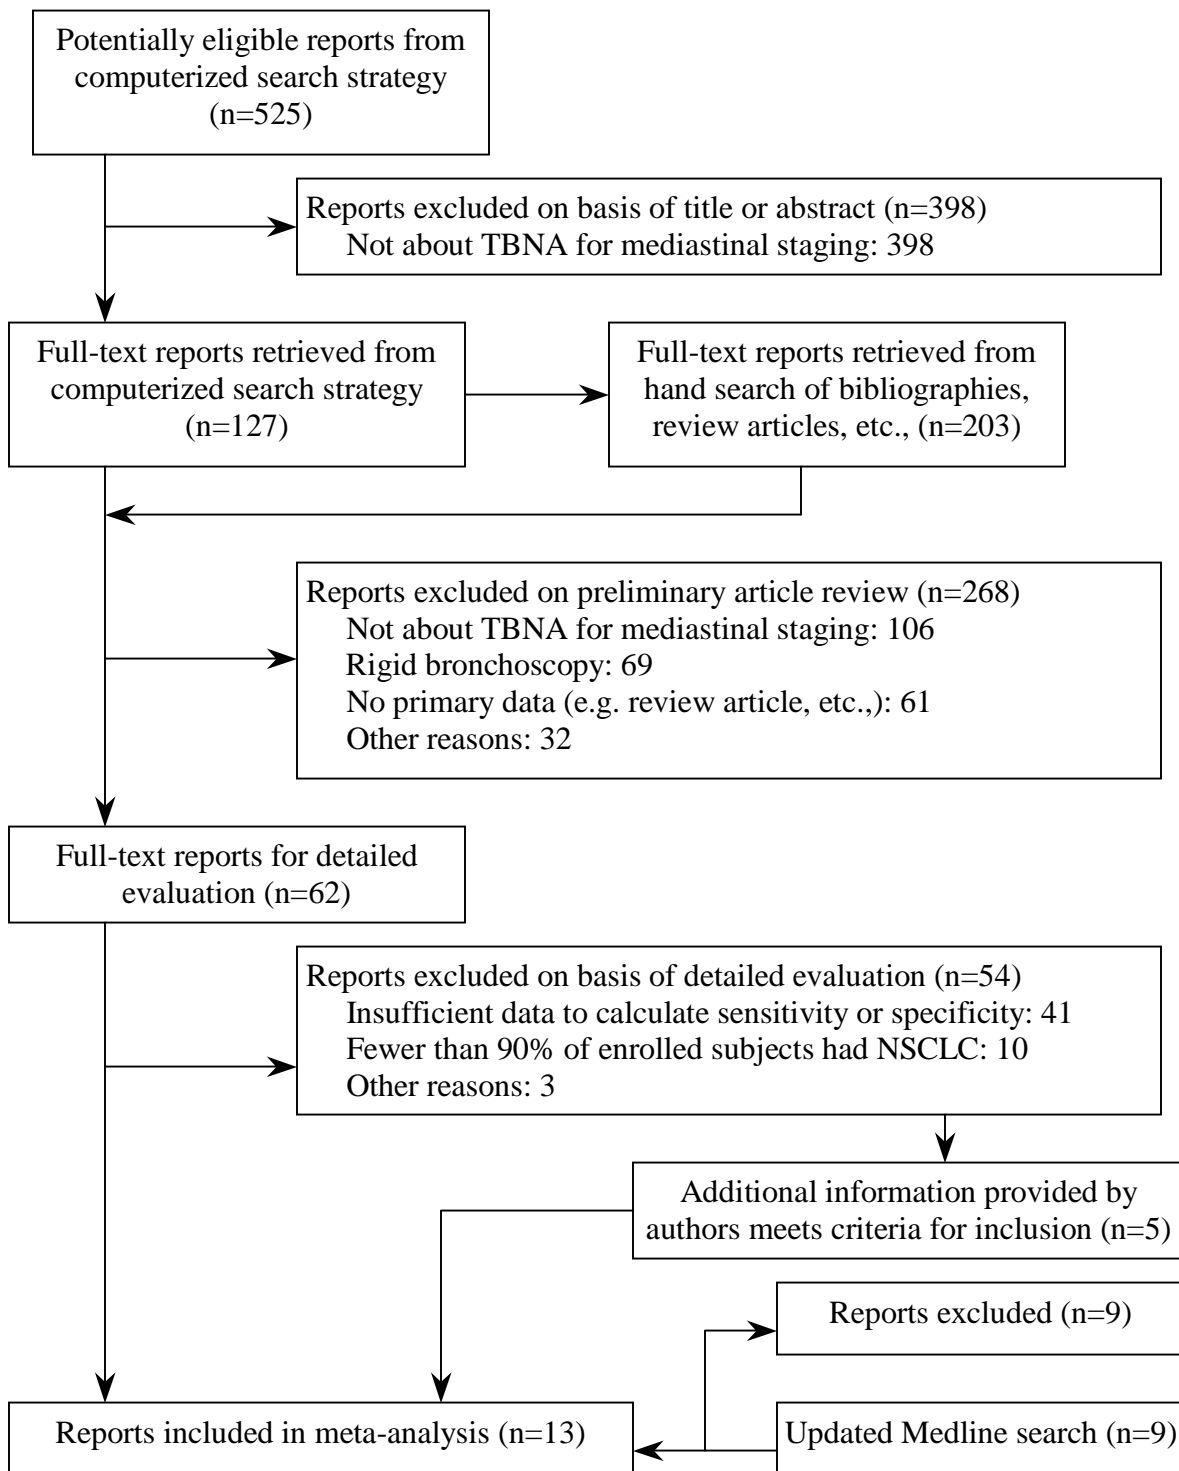 Potentially eligible reports from
computerized search strategy
(n=525)
Reports excluded on basis of title or abstract (n=398)
Not about TBNA for mediastinal staging: 398
Full-text reports retrieved from
computerized search strategy
(n=127)
Full-text reports retrieved from
hand search of bibliographies,
review articles, etc., (n=203)
Reports excluded on preliminary article review (n=268)
Not about TBNA for mediastinal staging: 106
Rigid bronchoscopy: 69
No primary data (e.g. review article, etc.,): 61
Other reasons: 32
Full-text reports for detailed
evaluation (n=62)
Reports excluded on basis of detailed evaluation (n=54)
Insufficient data to calculate sensitivity or specificity: 41
Fewer than 90% of enrolled subjects had NSCLC: 10
Other reasons: 3
Additional information provided by
authors meets criteria for inclusion (n=5)
Reports excluded (n=9)
Reports included in meta-analysis (n=13)
Updated Medline search (n=9)